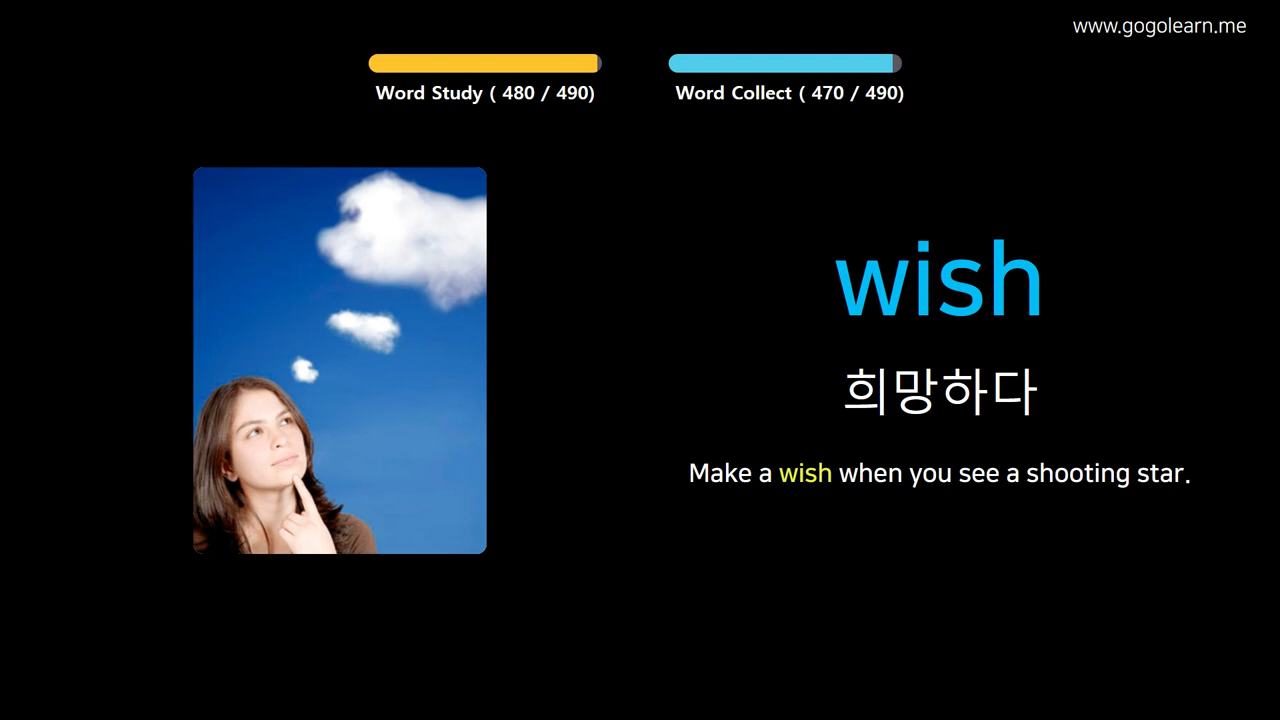 www.gogolearn.me
Word Study ( 480 / 490)
Word Collect ( 470 / 490)
wish
희망하다
Make a wish when you see a shooting star.